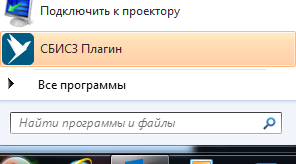 Подключить к проектору
СБИС3 Плагин
Все программы
Найти программы и файлы